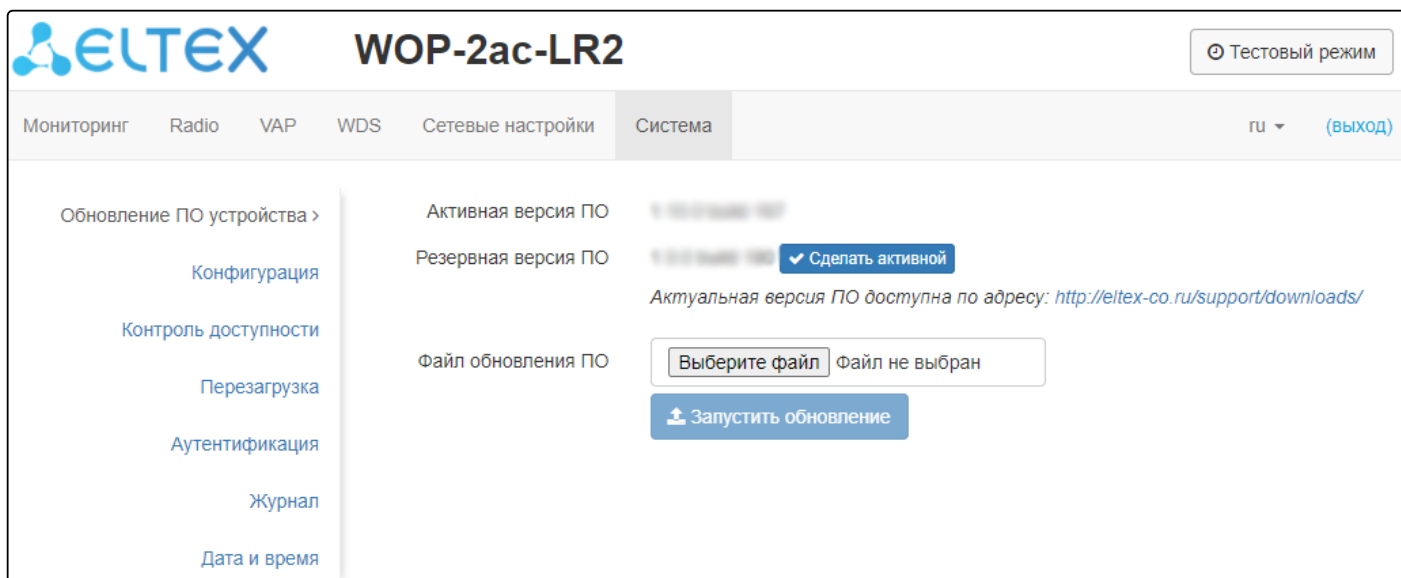 ELTEX WOP-2ac-LR2 Тестовый режим
Мониторинг Radio VAP WDS Сетевые настройки Система ru (выход)
Обновление ПО устройства >
Конфигурация
Контроль доступности
Перезагрузка
Аутентификация
Журнал
Дата и время
Активная версия ПО
Резервная версия ПО Сделать активной
Актуальная версия ПО доступна по адресу: http://eltex-co.ru/support/downloads/
Файл обновления ПО Выберите файл Файл не выбран
Запустить обновление